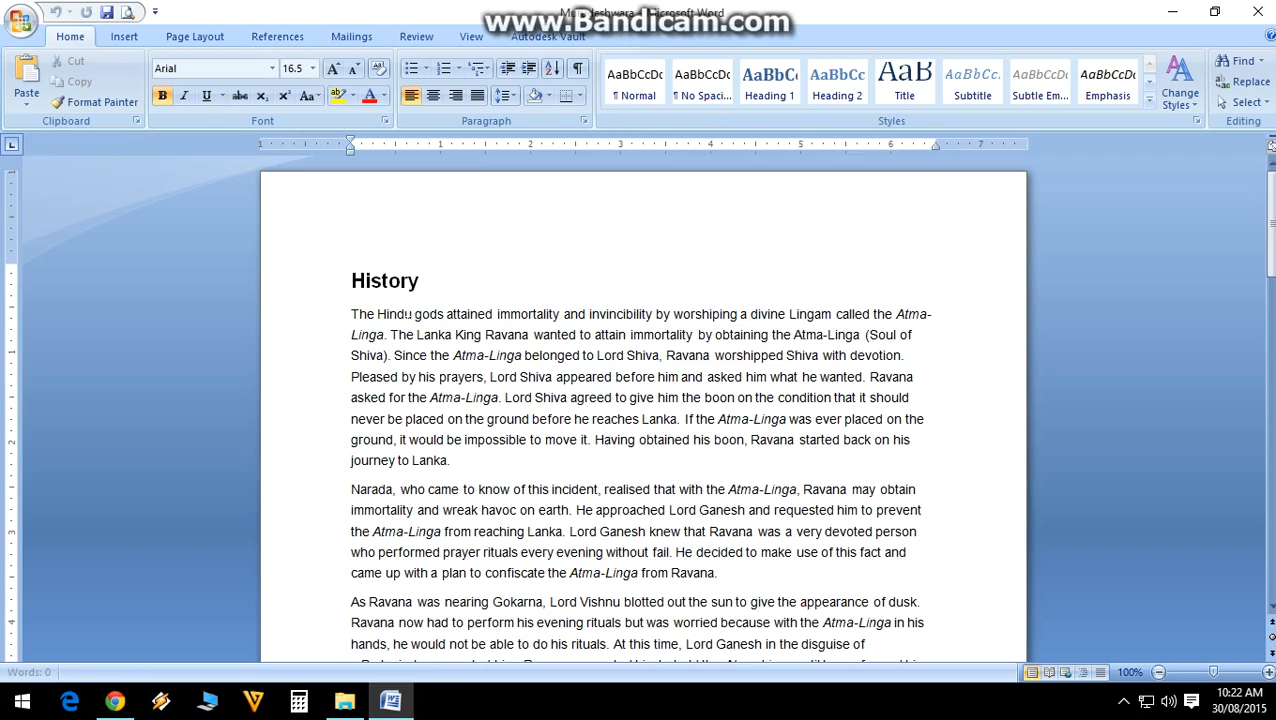 www.Bandicam.com
Microsoft Word
Home Insert Page Layout References Mailings Review View Autodesk Vault
Paste
Cut
Copy
Format Painter
Clipboard
Arial 16.5
Font
Paragraph
AaBbCcDc AaBbCcDc AaBbC AaBbCc AaB AaBbCc. AaBbCcDc AaBbCcDc
¶ Normal ¶ No Spaci... Heading 1 Heading 2 Title Subtitle Subtle Em... Emphasis
Change Styles
Styles
Find
Replace
Select
Editing
1 1 2 3 4 5 6 7
History
The Hindu gods attained immortality and invincibility by worshiping a divine Lingam called the Atma-
Linga. The Lanka King Ravana wanted to attain immortality by obtaining the Atma-Linga (Soul of
Shiva). Since the Atma-Linga belonged to Lord Shiva, Ravana worshipped Shiva with devotion.
Pleased by his prayers, Lord Shiva appeared before him and asked him what he wanted. Ravana
asked for the Atma-Linga. Lord Shiva agreed to give him the boon on the condition that it should
never be placed on the ground before he reaches Lanka. If the Atma-Linga was ever placed on the
ground, it would be impossible to move it. Having obtained his boon, Ravana started back on his
journey to Lanka.
Narada, who came to know of this incident, realised that with the Atma-Linga, Ravana may obtain
immortality and wreak havoc on earth. He approached Lord Ganesh and requested him to prevent
the Atma-Linga from reaching Lanka. Lord Ganesh knew that Ravana was a very devoted person
who performed prayer rituals every evening without fail. He decided to make use of this fact and
came up with a plan to confiscate the Atma-Linga from Ravana.
As Ravana was nearing Gokarna, Lord Vishnu blotted out the sun to give the appearance of dusk.
Ravana now had to perform his evening rituals but was worried because with the Atma-Linga in his
hands, he would not be able to do his rituals. At this time, Lord Ganesh in the disguise of
1
2
3
4
Words: 0
100%
10:22 AM
30/08/2015